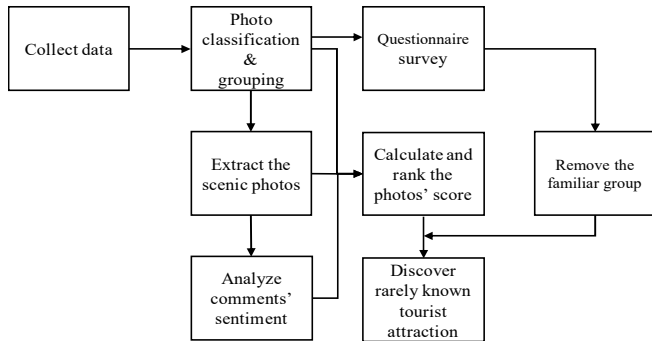 Collect data
Photo
classification
&
grouping
Questionnaire
survey
Extract the
scenic photos
Calculate and
rank the
photos’ score
Remove the
familiar group
Analyze
comments’
sentiment
Discover
rarely known
tourist
attraction